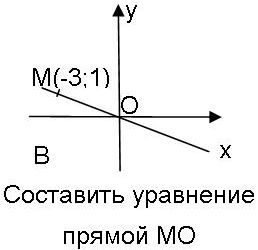 y
M(-3;1)
O
x
В
Составить уравнение
прямой МО